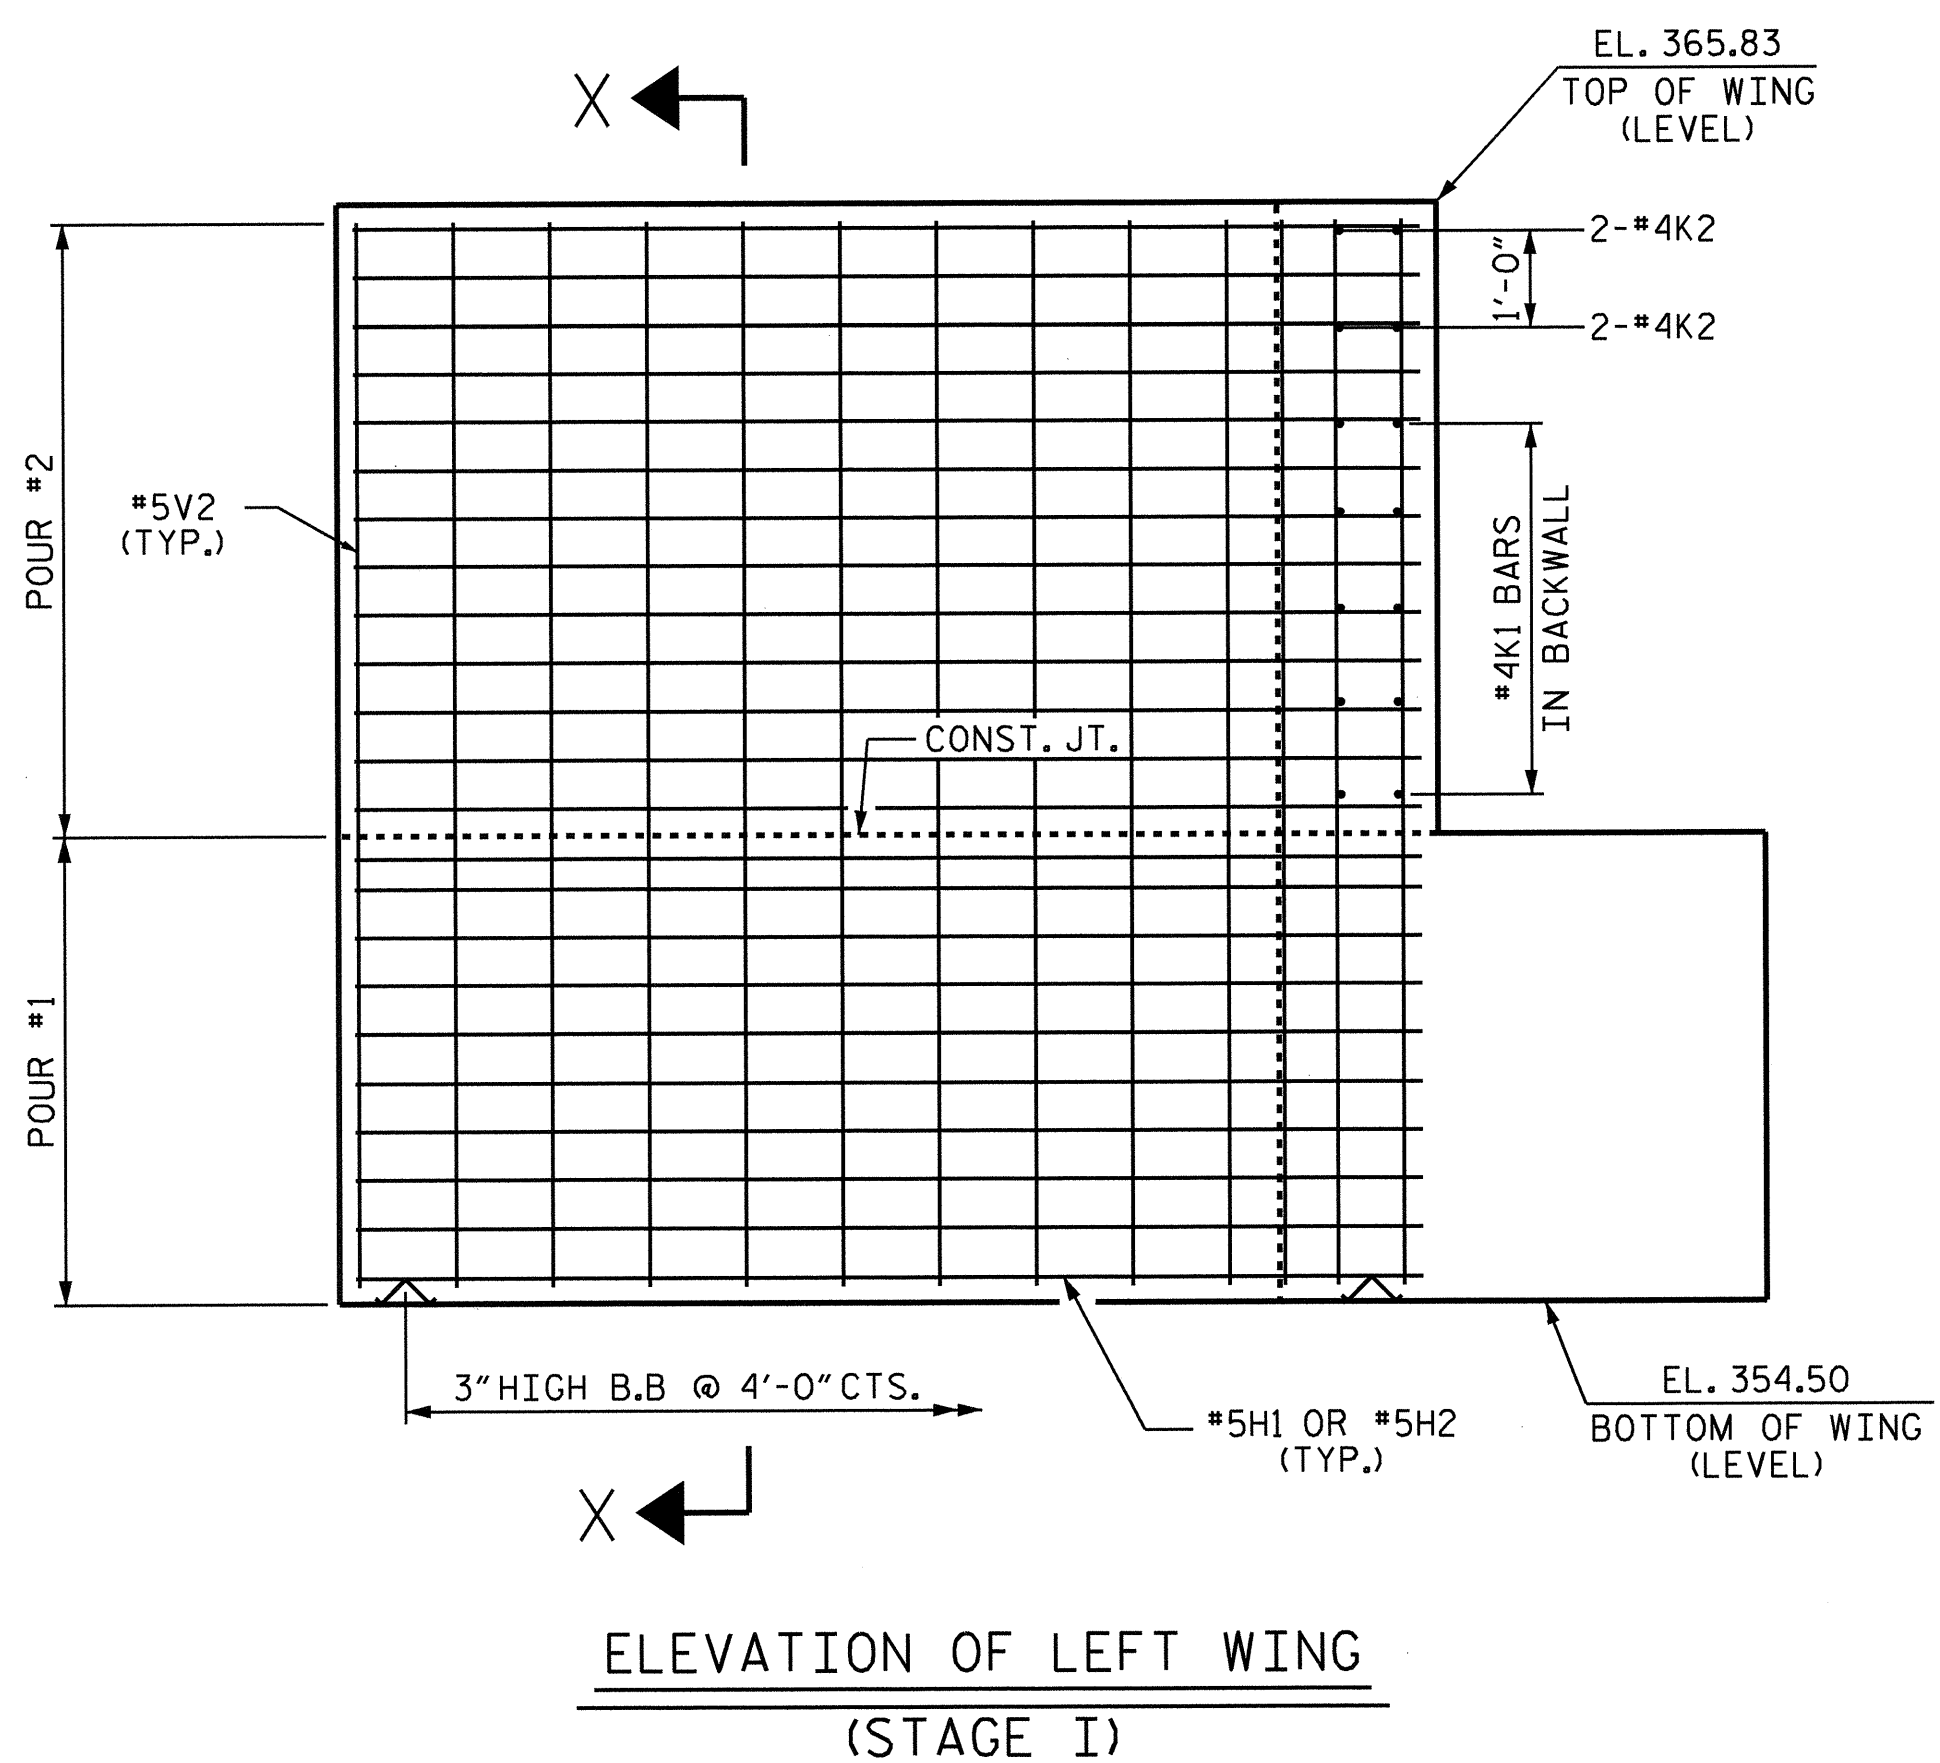 EL. 365.83
TOP OF WING
(LEVEL)
X
2-#4K2
1'-0"
2-#4K2
POUR #2
#5V2
(TYP.)
#4K1 BARS
IN BACKWALL
CONST. JT.
POUR #1
3" HIGH B.B @ 4'-0" CTS.
#5H1 OR #5H2
(TYP.)
EL. 354.50
BOTTOM OF WING
(LEVEL)
X
ELEVATION OF LEFT WING
(STAGE I)